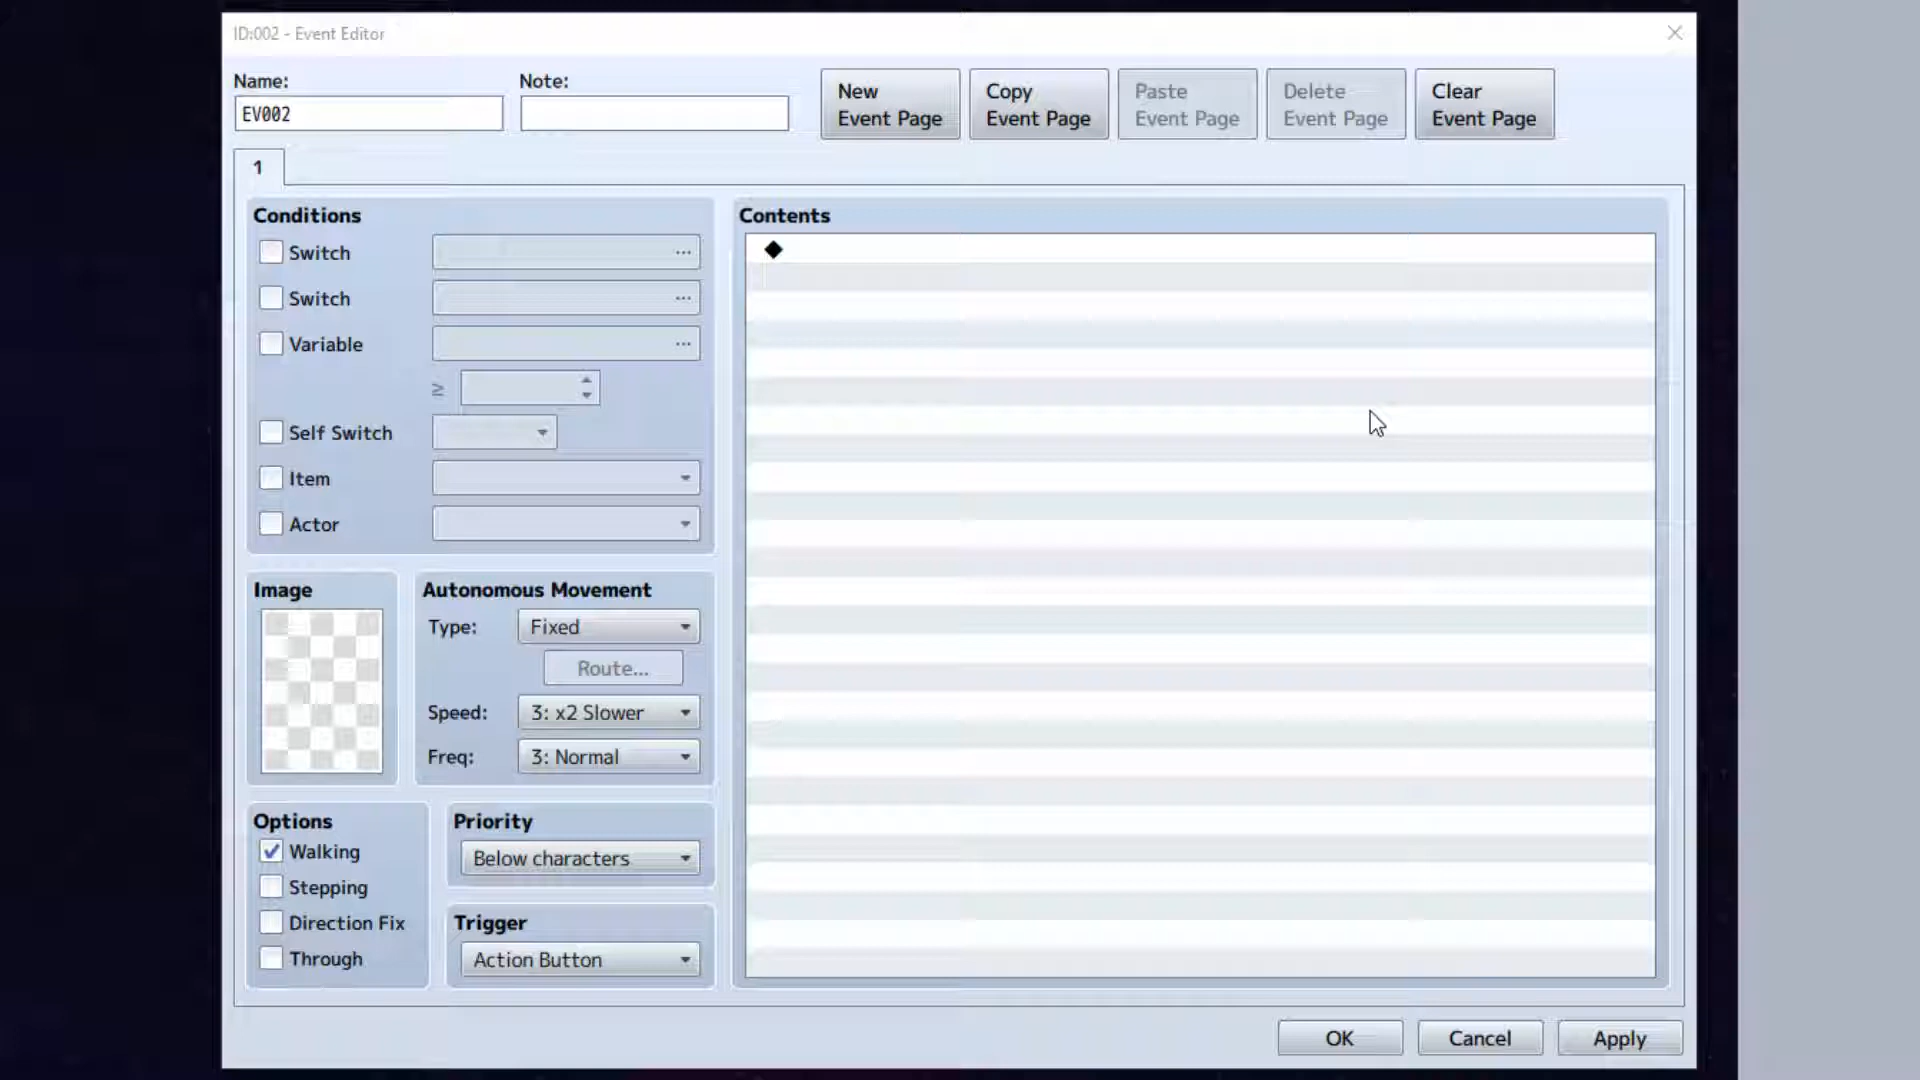 ID:002 - Event Editor
Name:
Note:
EV002
New
Event Page
Copy
Event Page
Paste
Event Page
Delete
Event Page
Clear
Event Page
1
Conditions
Switch
...
Switch
...
Variable
...
≥
Self Switch
Item
Actor
Image
Autonomous Movement
Type:
Fixed
Route...
Speed:
3: x2 Slower
Freq:
3: Normal
Options
Walking
Stepping
Direction Fix
Through
Priority
Below characters
Trigger
Action Button
Contents
OK
Cancel
Apply